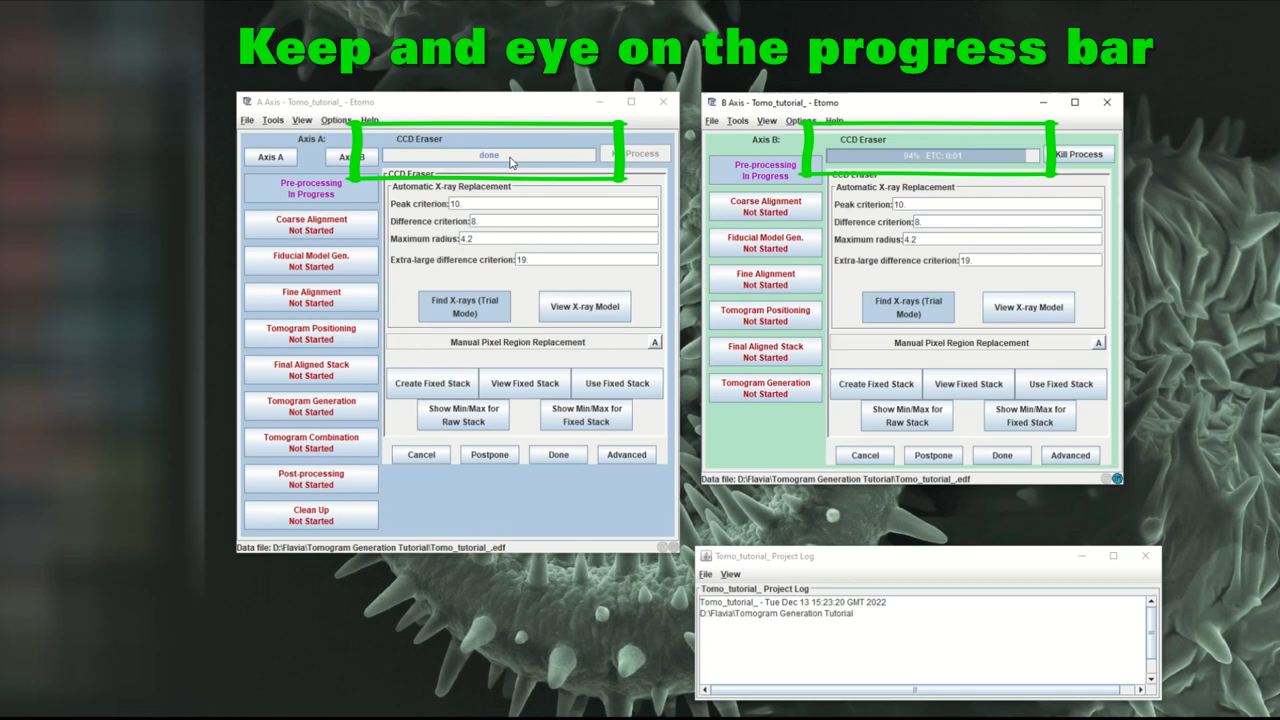 Keep and eye on the progress bar
A Axis - Tomo_tutorial_ - Etomo
File Tools View Options Help
Axis A: CCD Eraser
Axis A Axis B done Kill Process
Pre-processing
In Progress
Coarse Alignment
Not Started
Fiducial Model Gen.
Not Started
Fine Alignment
Not Started
Tomogram Positioning
Not Started
Final Aligned Stack
Not Started
Tomogram Generation
Not Started
Tomogram Combination
Not Started
Post-processing
Not Started
Clean Up
Not Started
CCD Eraser
Automatic X-ray Replacement
Peak criterion: 10.
Difference criterion: 8.
Maximum radius: 4.2
Extra-large difference criterion: 19.
Find X-rays (Trial
Mode)
View X-ray Model
Manual Pixel Region Replacement A
Create Fixed Stack View Fixed Stack Use Fixed Stack
Show Min/Max for
Raw Stack
Show Min/Max for
Fixed Stack
Cancel Postpone Done Advanced
Data file: D:\Flavia\Tomogram Generation Tutorial\Tomo_tutorial_.edf
B Axis - Tomo_tutorial_ - Etomo
File Tools View Options Help
Axis B: CCD Eraser
94% ETC: 0:01 Kill Process
Pre-processing
In Progress
Coarse Alignment
Not Started
Fiducial Model Gen.
Not Started
Fine Alignment
Not Started
Tomogram Positioning
Not Started
Final Aligned Stack
Not Started
Tomogram Generation
Not Started
CCD Eraser
Automatic X-ray Replacement
Peak criterion: 10.
Difference criterion: 8.
Maximum radius: 4.2
Extra-large difference criterion: 19.
Find X-rays (Trial
Mode)
View X-ray Model
Manual Pixel Region Replacement A
Create Fixed Stack View Fixed Stack Use Fixed Stack
Show Min/Max for
Raw Stack
Show Min/Max for
Fixed Stack
Cancel Postpone Done Advanced
Data file: D:\Flavia\Tomogram Generation Tutorial\Tomo_tutorial_.edf
Tomo_tutorial_ Project Log
File View
Tomo_tutorial_ Project Log
Tomo_tutorial_ - Tue Dec 13 15:23:20 GMT 2022
D:\Flavia\Tomogram Generation Tutorial